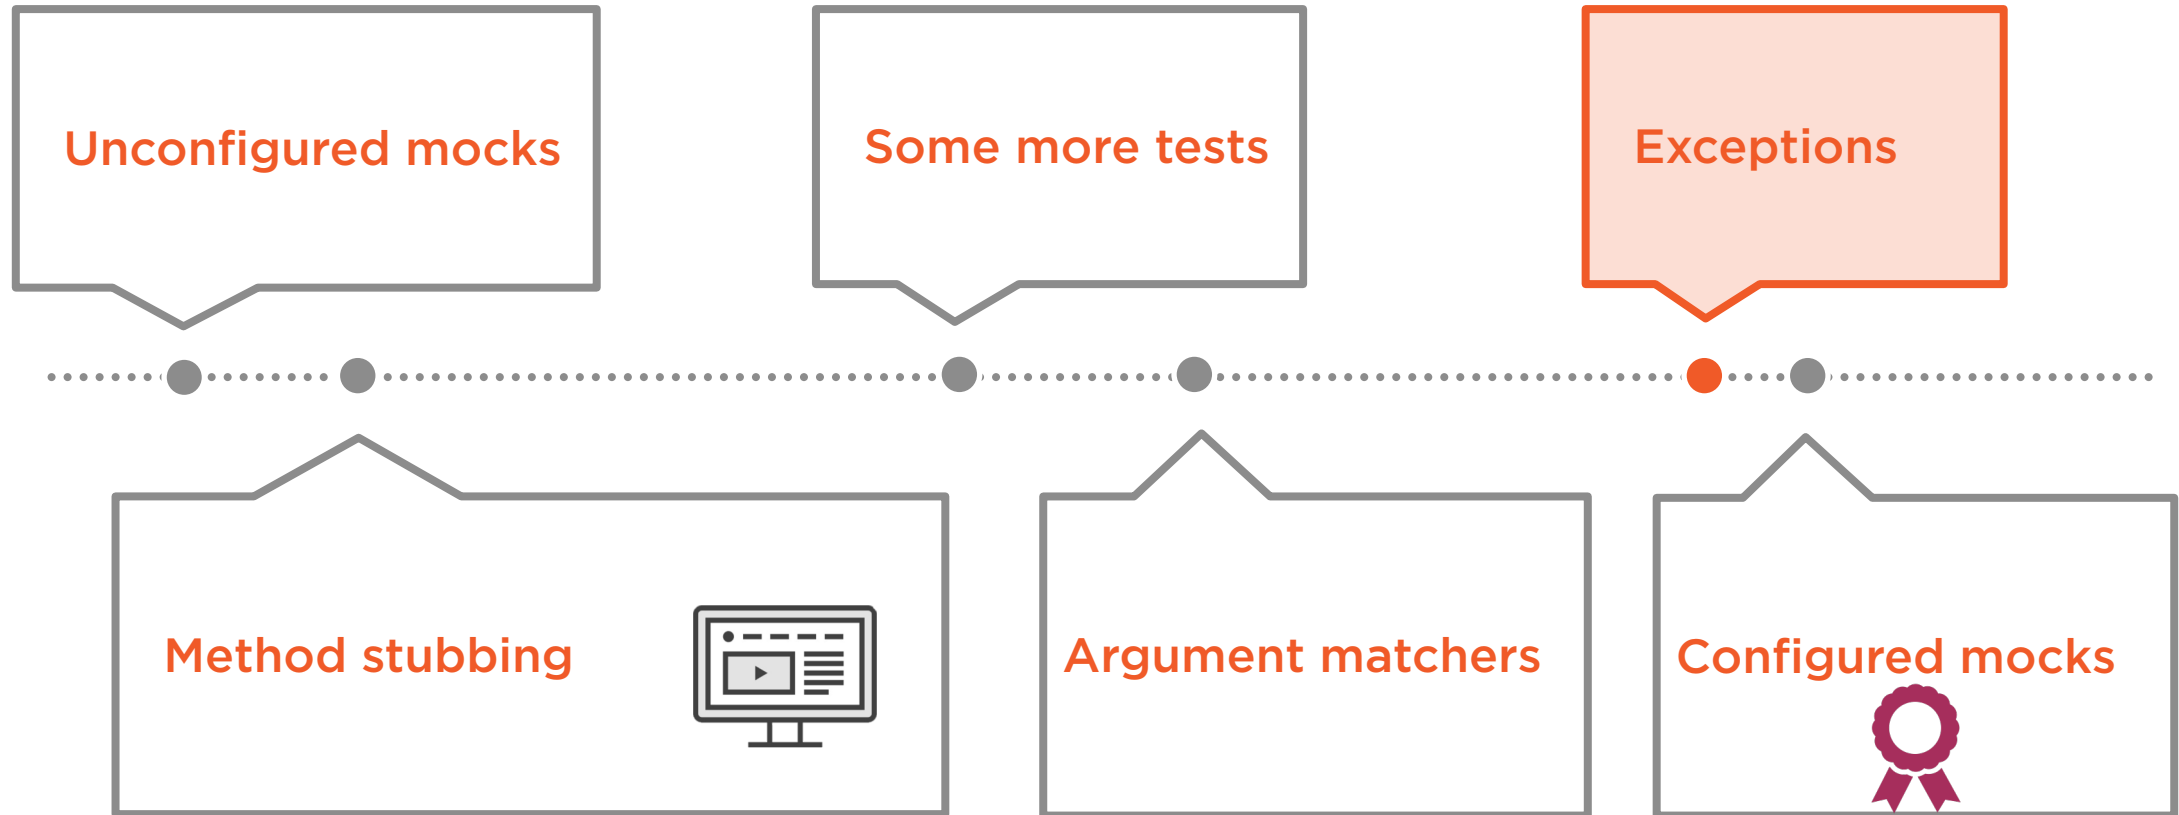 Unconfigured mocks
Some more tests
Exceptions
Method stubbing
Argument matchers
Configured mocks